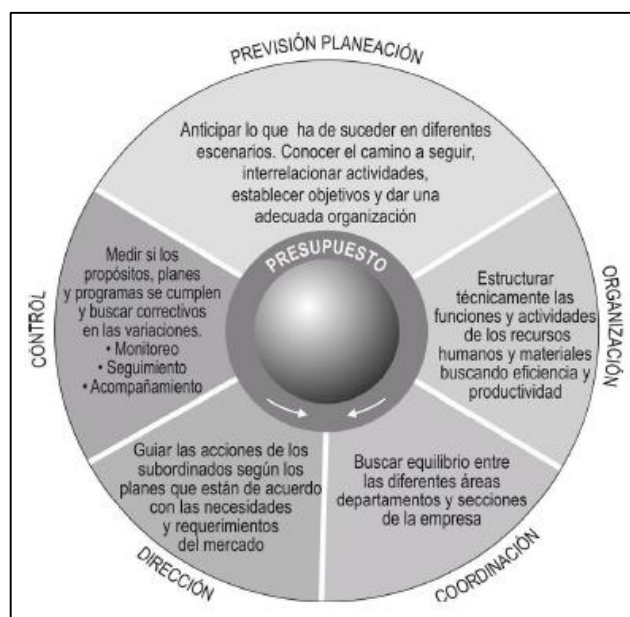 PREVISIÓN PLANEACIÓN
Anticipar lo que ha de suceder en diferentes
escenarios. Conocer el camino a seguir,
interrelacionar actividades,
establecer objetivos y dar una
adecuada organización
PRESUPUESTO
ORGANIZACIÓN
Estructurar
técnicamente las
funciones y actividades
de los recursos
humanos y materiales
buscando eficiencia y
productividad
COORDINACIÓN
Buscar equilibrio entre
las diferentes áreas
departamentos y secciones
de la empresa
DIRECCIÓN
Guiar las acciones de los
subordinados según los
planes que están de acuerdo
con las necesidades
y requerimientos
del mercado
CONTROL
Medir si los
propósitos, planes
y programas se cumplen
y buscar correctivos
en las variaciones.
• Monitoreo
• Seguimiento
• Acompañamiento